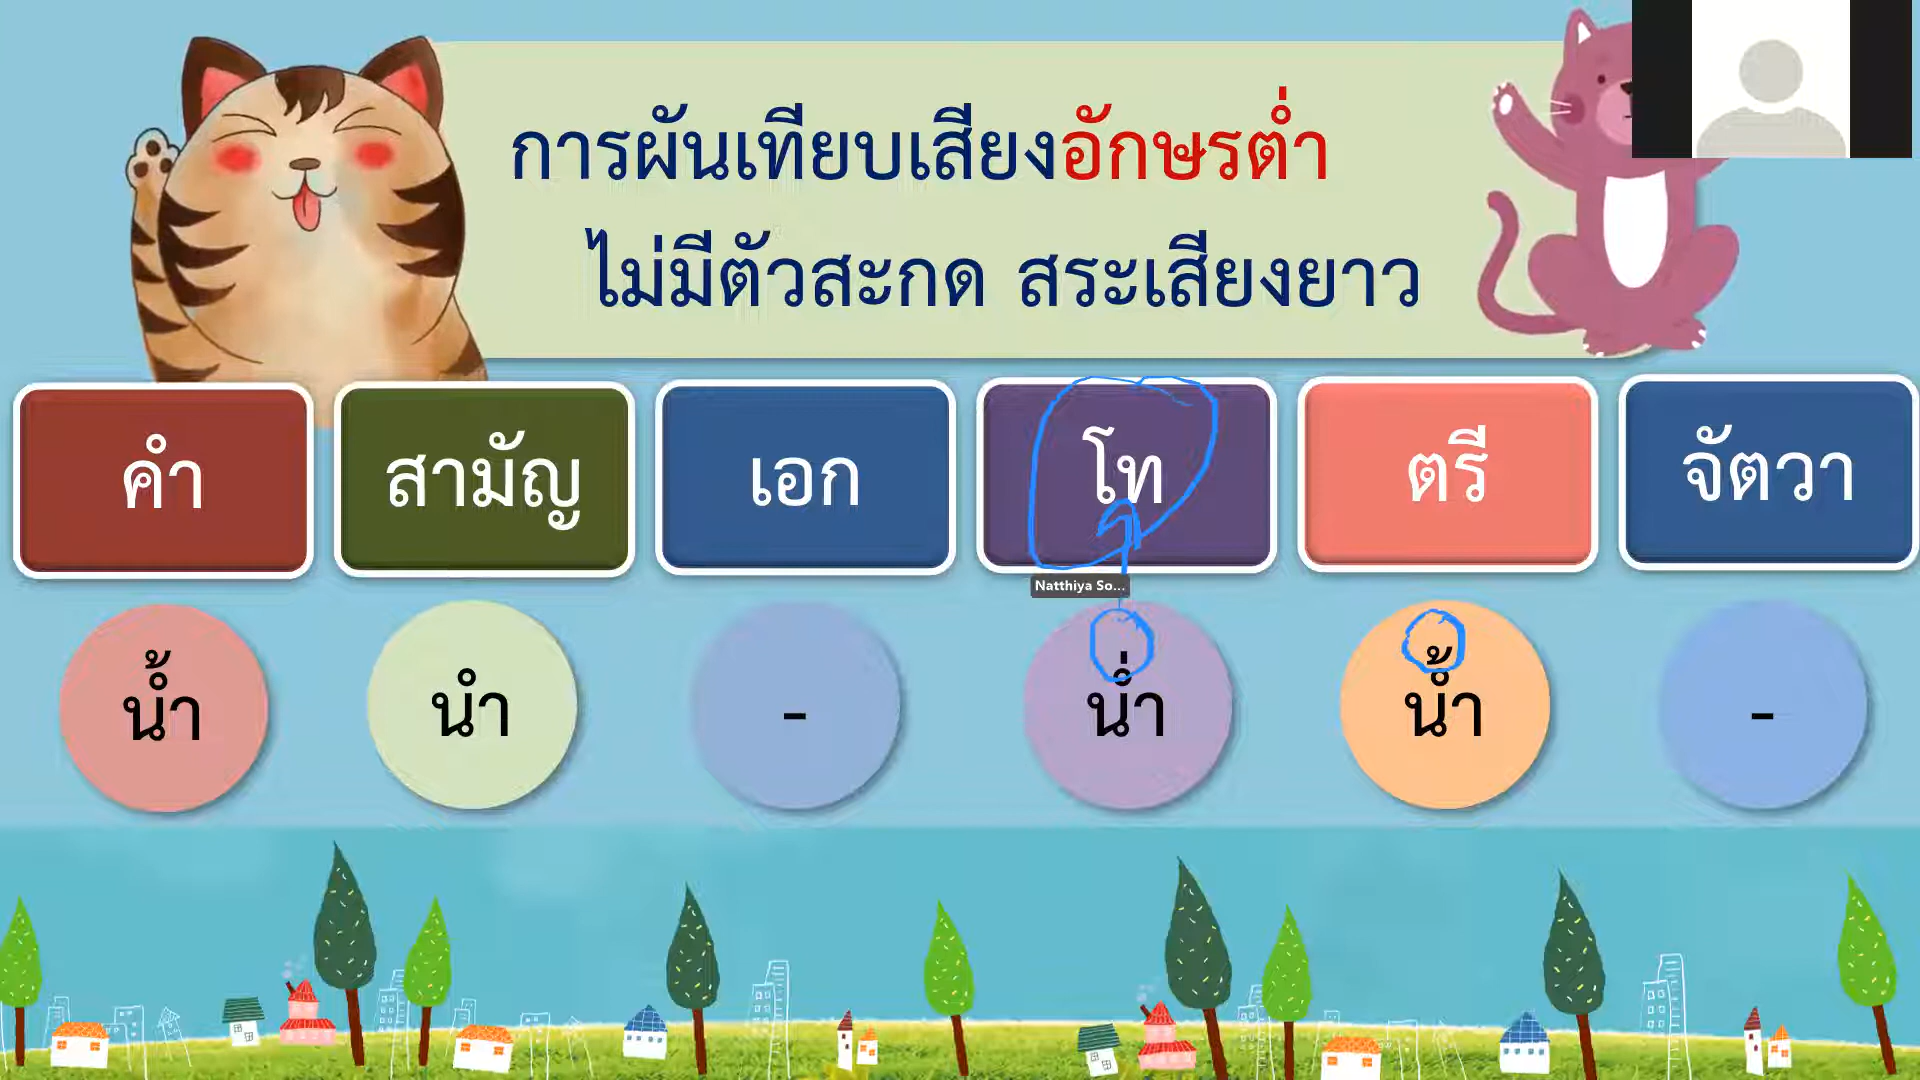 การผันเทียบเสียงอักษรต่ำ
ไม่มีตัวสะกด สระเสียงยาว
คำ สามัญ เอก โท ตรี จัตวา
Natthiya So...
น้ำ นำ - น่ำ น้ำ -